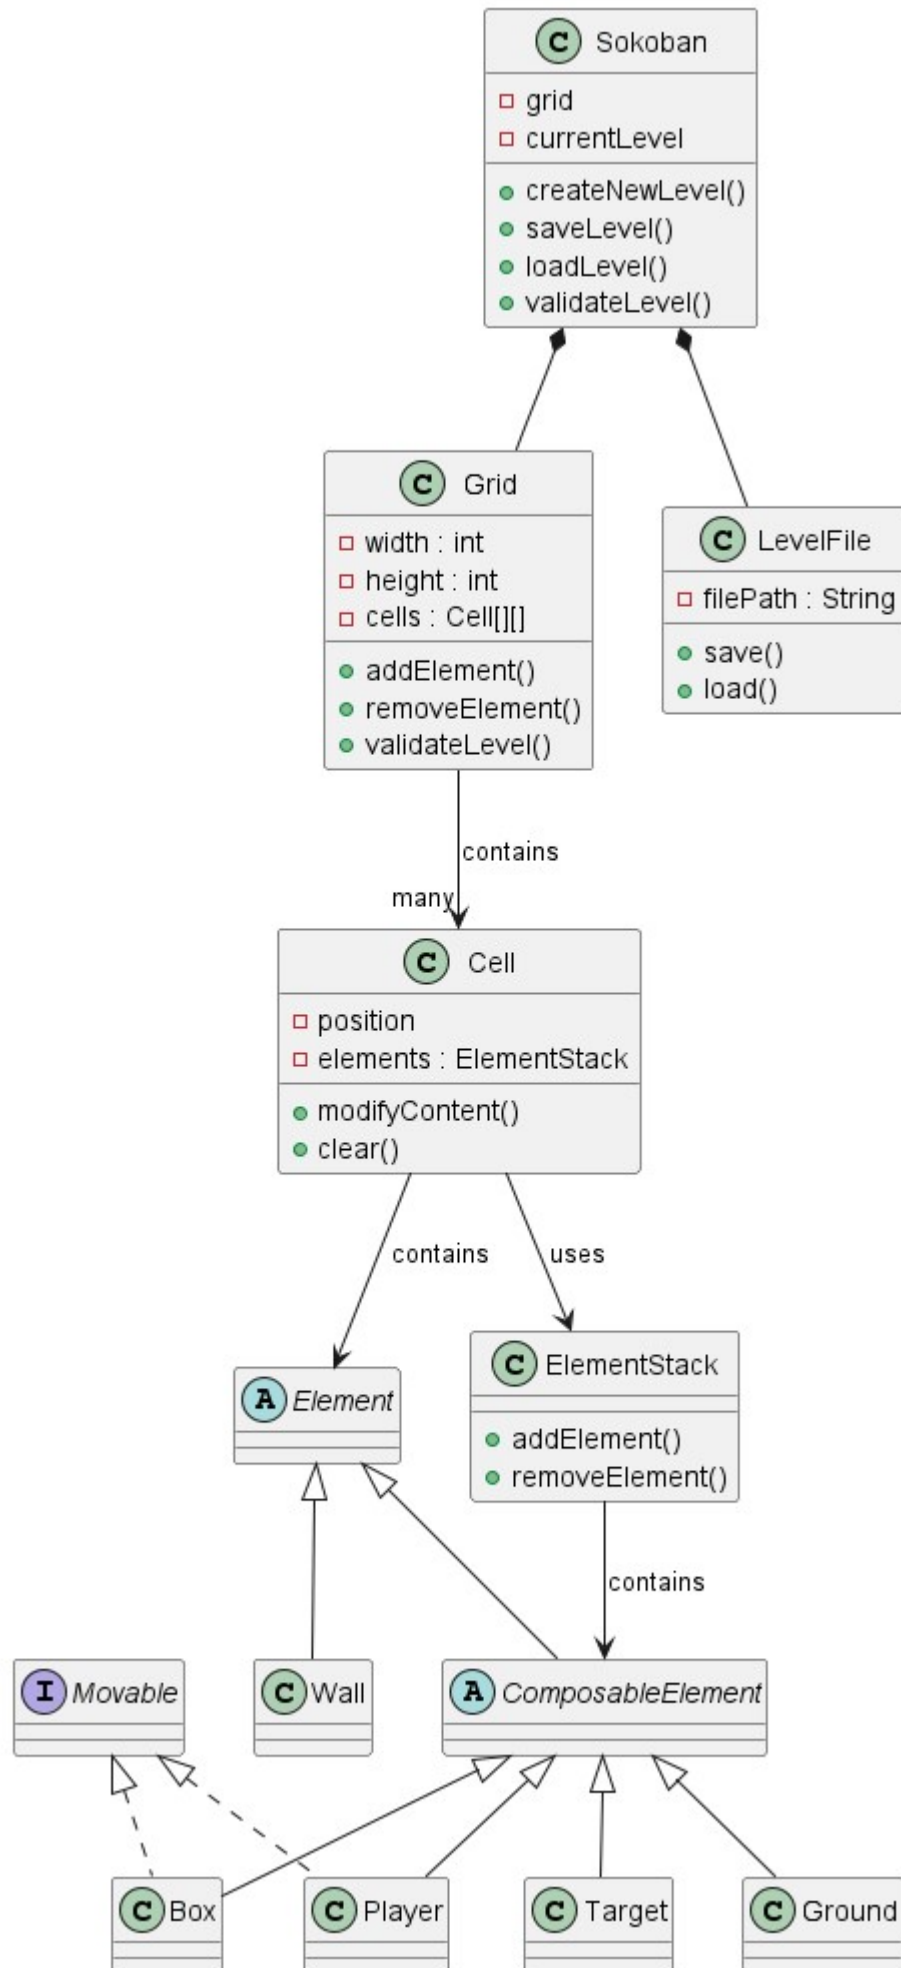 C Sokoban
grid
currentLevel
createNewLevel()
saveLevel()
loadLevel()
validateLevel()
C Grid
width : int
height : int
cells : Cell[][]
addElement()
removeElement()
validateLevel()
C LevelFile
filePath : String
save()
load()
contains
many
C Cell
position
elements : ElementStack
modifyContent()
clear()
contains
uses
A Element
C ElementStack
addElement()
removeElement()
contains
I Movable
C Wall
A ComposableElement
C Box
C Player
C Target
C Ground